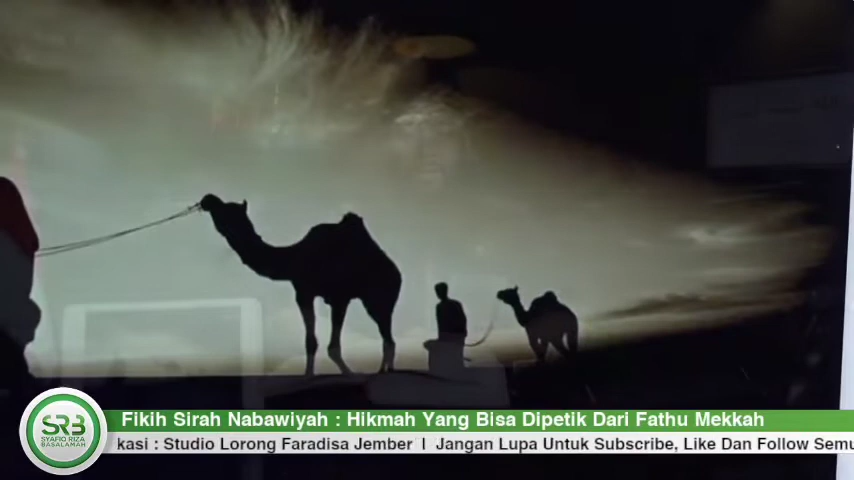 SRB
SYAFIQ RIZA
BASALAMAH
Fikih Sirah Nabawiyah : Hikmah Yang Bisa Dipetik Dari Fathu Mekkah
kasi : Studio Lorong Faradisa Jember I Jangan Lupa Untuk Subscribe, Like Dan Follow Semu